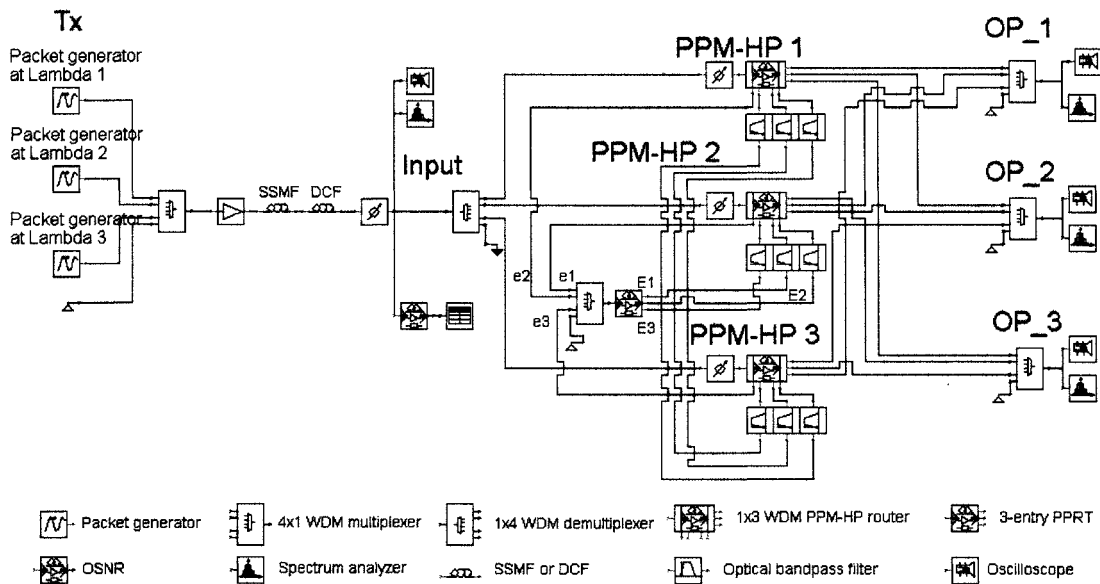 Tx
Packet generator
at Lambda 1
Packet generator
at Lambda 2
Packet generator
at Lambda 3
SSMF
DCF
Input
PPM-HP 1
PPM-HP 2
PPM-HP 3
e2
e1
e3
E1
E2
E3
OP_1
OP_2
OP_3
Packet generator
4x1 WDM multiplexer
1x4 WDM demultiplexer
1x3 WDM PPM-HP router
3-entry PPRT
OSNR
Spectrum analyzer
SSMF or DCF
Optical bandpass filter
Oscilloscope